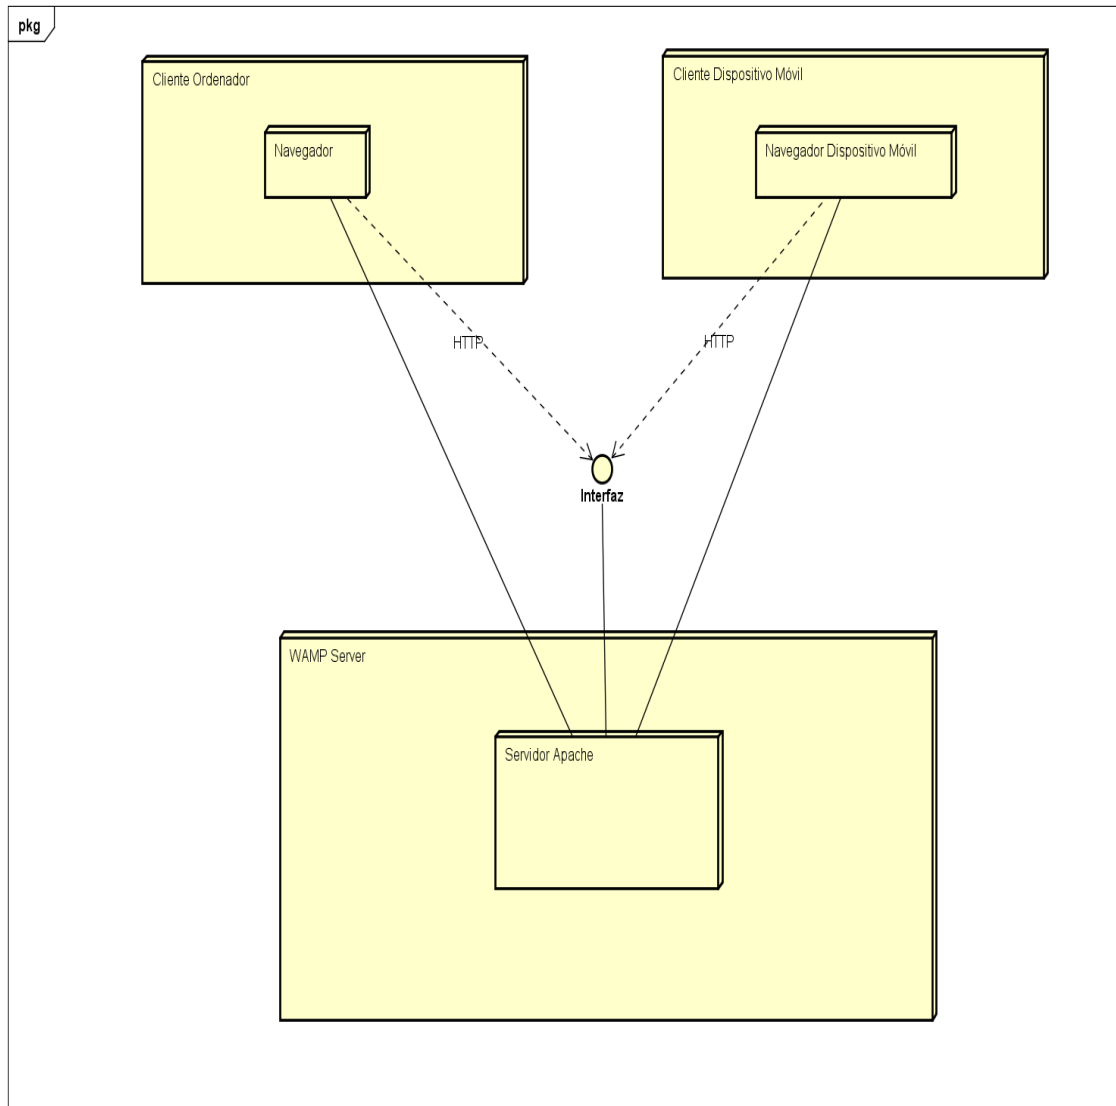 pkg
Cliente Ordenador
Cliente Dispositivo Móvil
Navegador
Navegador Dispositivo Móvil
HTTP
HTTP
Interfaz
WAMP Server
Servidor Apache